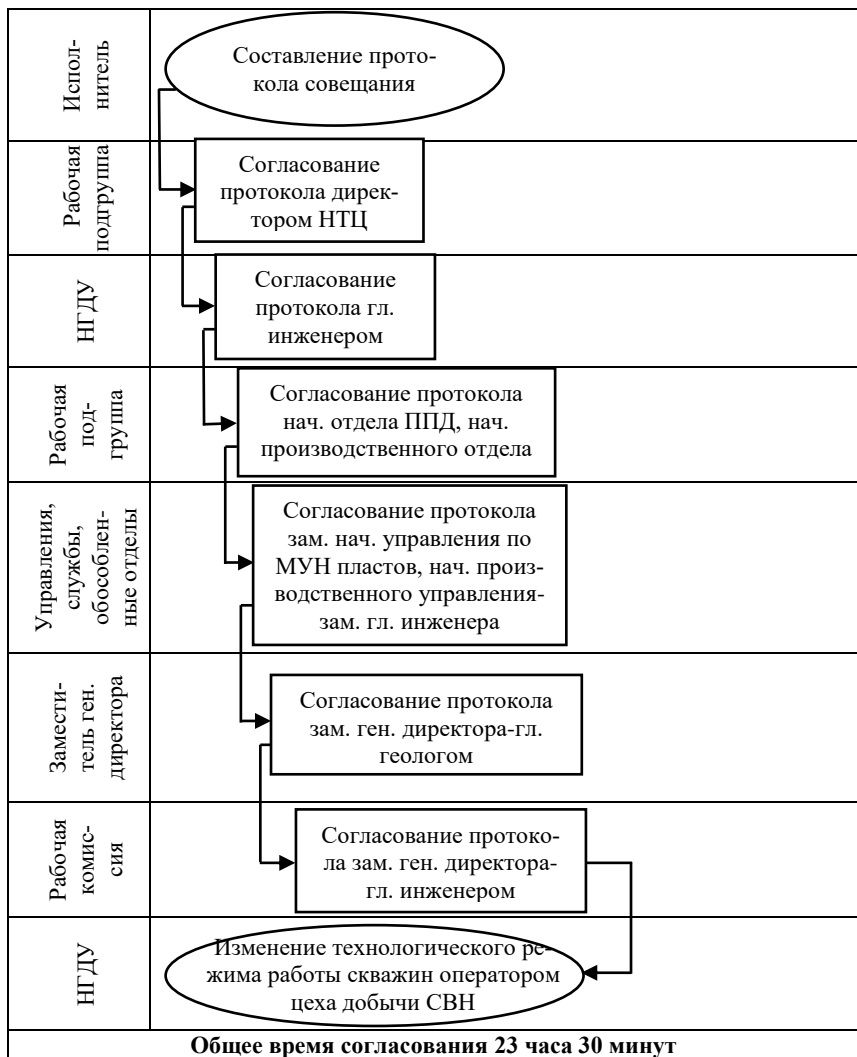 Испол-
нитель
Составление прото-
кола совещания
Рабочая
подгруппа
Согласование
протокола дирек-
тором НТЦ
НГДУ
Согласование
протокола гл.
инженером
Рабочая
под-
группа
Согласование протокола
нач. отдела ППД, нач.
производственного отдела
Управления,
службы,
обособлен-
ные отделы
Согласование протокола
зам. нач. управления по
МУН пластов, нач. произ-
водственного управления-
зам. гл. инженера
Замести-
тель ген.
директора
Согласование протокола
зам. ген. директора-гл.
геологом
Рабочая
комис-
сия
Согласование протоко-
ла зам. ген. директора-
гл. инженером
НГДУ
Изменение технологического ре-
жима работы скважин оператором
цеха добычи СВН
Общее время согласования 23 часа 30 минут